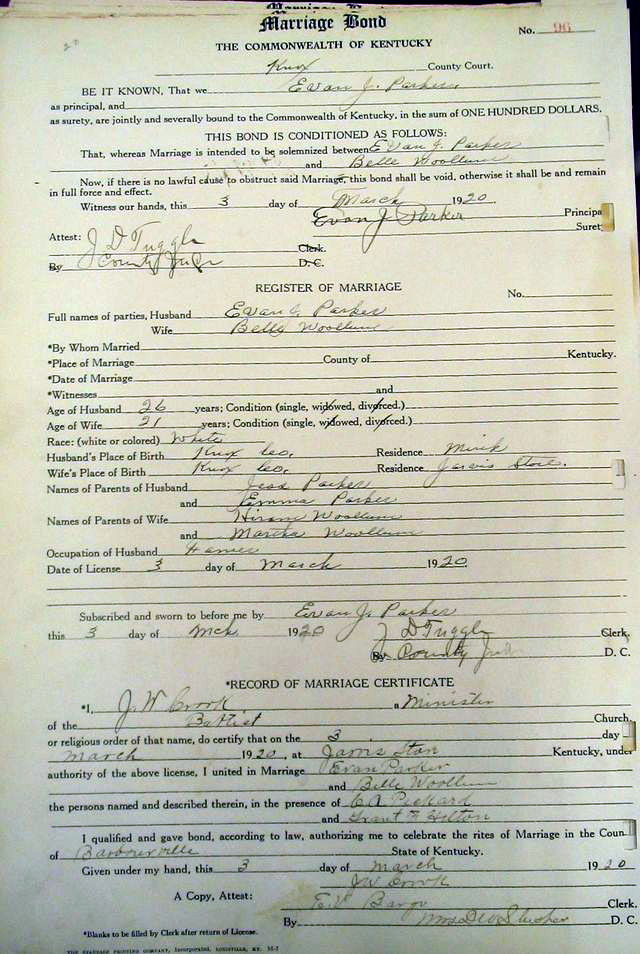 Marriage Bond
THE COMMONWEALTH OF KENTUCKY
No. 96
20
Knox County Court.
BE IT KNOWN, That we Evan J. Parker
as principal, and
as surety, are jointly and severally bound to the Commonwealth of Kentucky, in the sum of ONE HUNDRED DOLLARS.
THIS BOND IS CONDITIONED AS FOLLOWS:
That, whereas Marriage is intended to be solemnized between Evan J. Parker
and Belle Woollum
Now, if there is no lawful cause to obstruct said Marriage, this bond shall be void, otherwise it shall be and remain
in full force and effect.
Witness our hands, this 3 day of March 1920
Evan J Parker Principa
Suret
Attest: J D Tuggle Clerk.
By County D. C.
REGISTER OF MARRIAGE
No.
Full names of parties, Husband Evan J. Parker
Wife Belle Woollum
*By Whom Married
*Place of Marriage County of Kentucky.
*Date of Marriage
*Witnesses and
Age of Husband 26 years; Condition (single, widowed, divorced.)
Age of Wife 21 years; Condition (single, widowed, divorced.)
Race: (white or colored) White
Husband's Place of Birth Knox Co. Residence
Wife's Place of Birth Knox Co. Residence Jarvis Store.
Names of Parents of Husband Jess Parker
and Emma Parker
Names of Parents of Wife Hiram Woollum
and Martha Woollum
Occupation of Husband
Date of License 3 day of March 1920
Subscribed and sworn to before me by Evan J. Parker
this 3 day of Mch 1920 J D Tuggle Clerk.
By County D. C.
*RECORD OF MARRIAGE CERTIFICATE
*I, J. W. Crook a Minister
of the Baptist Church,
or religious order of that name, do certify that on the 3 day
March 1920, at Jarvis Kentucky, under
authority of the above license, I united in Marriage Evan Parker
and Belle Woollum
the persons named and described therein, in the presence of C A Pickard
and Grant Hilton
I qualified and gave bond, according to law, authorizing me to celebrate the rites of Marriage in the Coun
of Barbourville State of Kentucky.
Given under my hand, this 3 day of March 1920
J W Crook
A Copy, Attest: Clerk.
By D. C.
*Blanks to be filled by Clerk after return of License.
THE STANDARD PRINTING COMPANY, Incorporated, LOUISVILLE, KY.